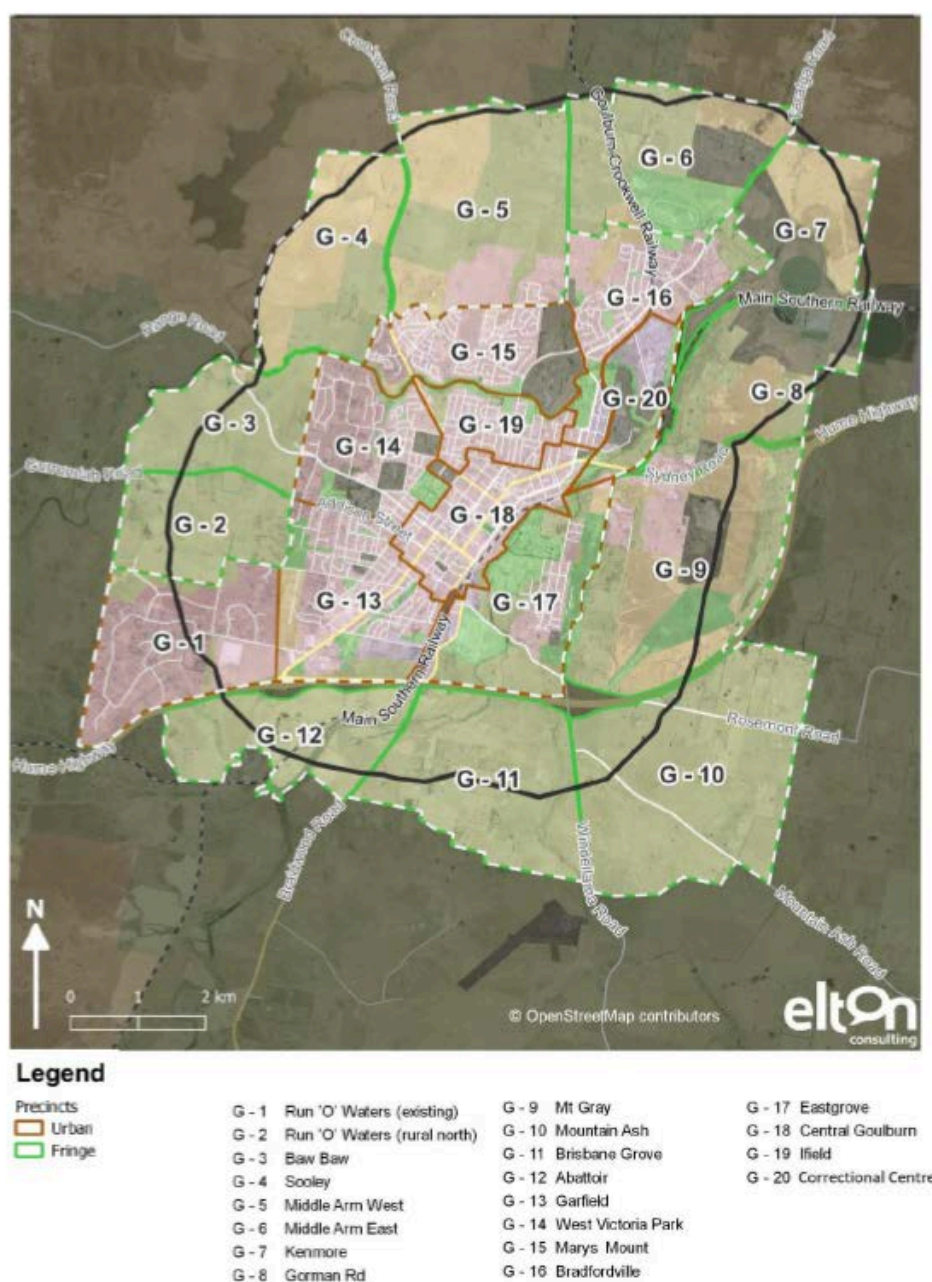 Crookwell Road
Taralga Road
Goulburn-Crookwell Railway
G - 6
G - 5
G - 4
G - 7
G - 16
Main Southern Railway
Range Road
G - 15
G - 20
G - 8
G - 3
G - 19
Hume Highway
G - 14
Sydney Road
Gurrundah Road
Addison Street
G - 2
G - 18
G - 9
G - 13
G - 17
G - 1
Main Southern Railway
Rosemont Road
G - 12
Hume Highway
G - 11
G - 10
Braidwood Road
Windellama Road
Mountain Ash Road
N
0 1 2 km
© OpenStreetMap contributors
elton
consulting
Legend
Precincts
Urban
Fringe
G - 1 Run 'O' Waters (existing)
G - 2 Run 'O' Waters (rural north)
G - 3 Baw Baw
G - 4 Sooley
G - 5 Middle Arm West
G - 6 Middle Arm East
G - 7 Kenmore
G - 8 Gorman Rd
G - 9 Mt Gray
G - 10 Mountain Ash
G - 11 Brisbane Grove
G - 12 Abattoir
G - 13 Garfield
G - 14 West Victoria Park
G - 15 Marys Mount
G - 16 Bradfordville
G - 17 Eastgrove
G - 18 Central Goulburn
G - 19 Ifield
G - 20 Correctional Centre